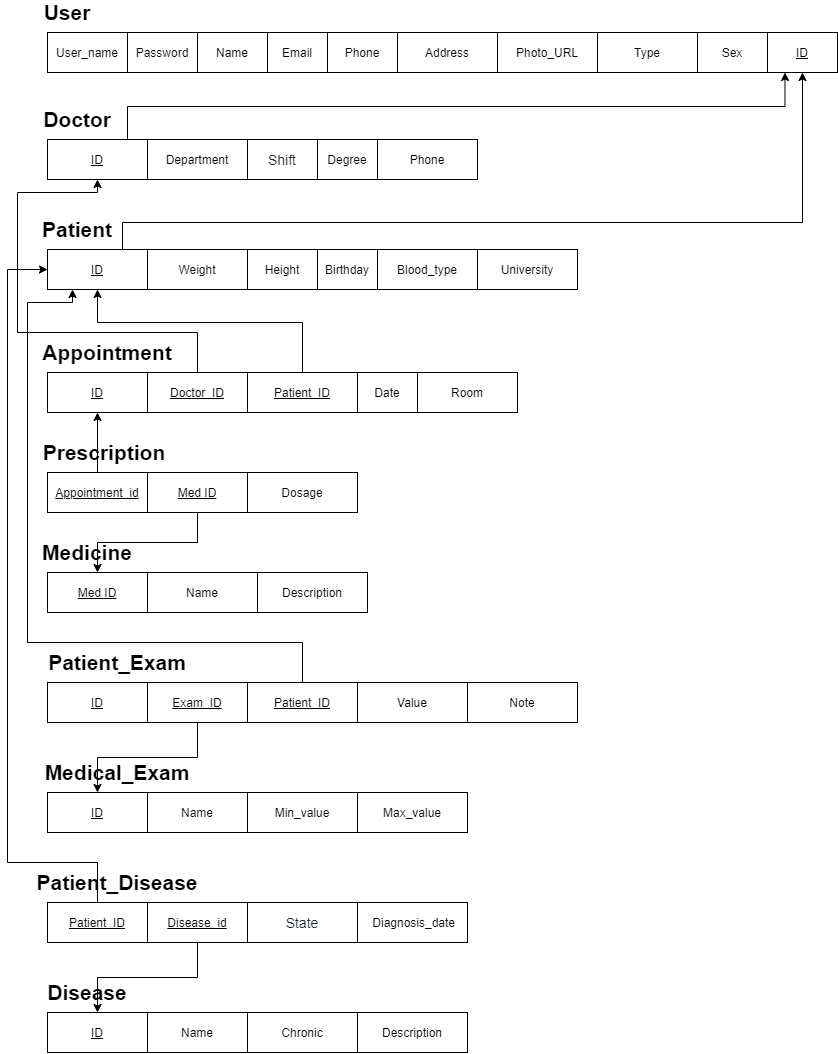 User
User_name Password Name Email Phone Address Photo_URL Type Sex ID
Doctor
ID Department Shift Degree Phone
Patient
ID Weight Height Birthday Blood_type University
Appointment
ID Doctor_ID Patient_ID Date Room
Prescription
Appointment_id Med ID Dosage
Medicine
Med ID Name Description
Patient_Exam
ID Exam_ID Patient_ID Value Note
Medical_Exam
ID Name Min_value Max_value
Patient_Disease
Patient_ID Disease_id State Diagnosis_date
Disease
ID Name Chronic Description